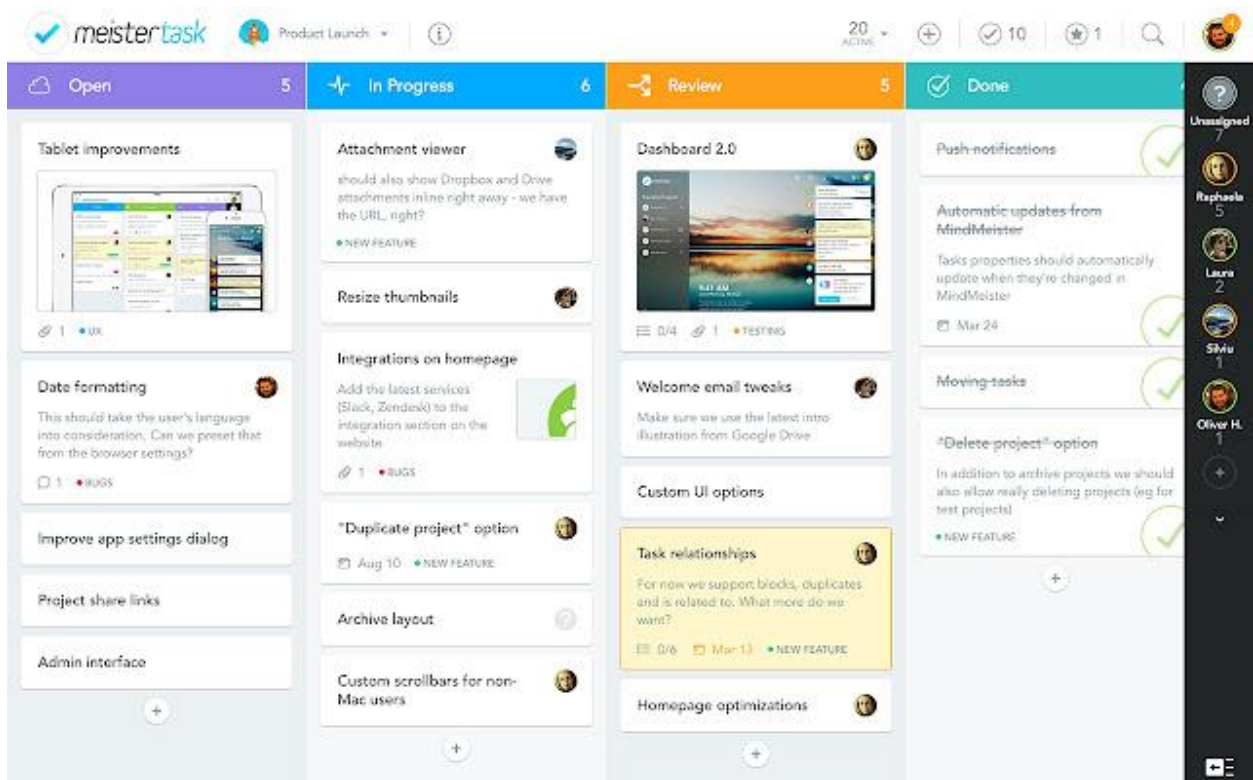 meistertask
Product Launch
20
ACTIVE
10
1
4
Open 5
Tablet improvements
1 UX
Date formatting
This should take the user's language
into consideration. Can we preset that
from the browser settings?
1 BUGS
Improve app settings dialog
Project share links
Admin interface
In Progress 6
Attachment viewer
should also show Dropbox and Drive
attachments inline right away - we have
the URL, right?
NEW FEATURE
Resize thumbnails
Integrations on homepage
Add the latest services
(Slack, Zendesk) to the
integration section on the
website
1 BUGS
"Duplicate project" option
Aug 10 NEW FEATURE
Archive layout
Custom scrollbars for non-
Mac users
Review 5
Dashboard 2.0
9:41 AM
0/4 1 TESTING
Welcome email tweaks
Make sure we use the latest intro
illustration from Google Drive
Custom UI options
Task relationships
For now we support blocks, duplicates
and is related to. What more do we
want?
0/6 Mar 13 NEW FEATURE
Homepage optimizations
Done
Push notifications
Automatic updates from
MindMeister
Tasks properties should automatically
update when they're changed in
MindMeister
Mar 24
Moving tasks
"Delete project" option
In addition to archive projects we should
also allow really deleting projects (eg for
test projects)
NEW FEATURE
Unassigned
7
Raphaela
5
Laura
2
Silviu
1
Oliver H.
1